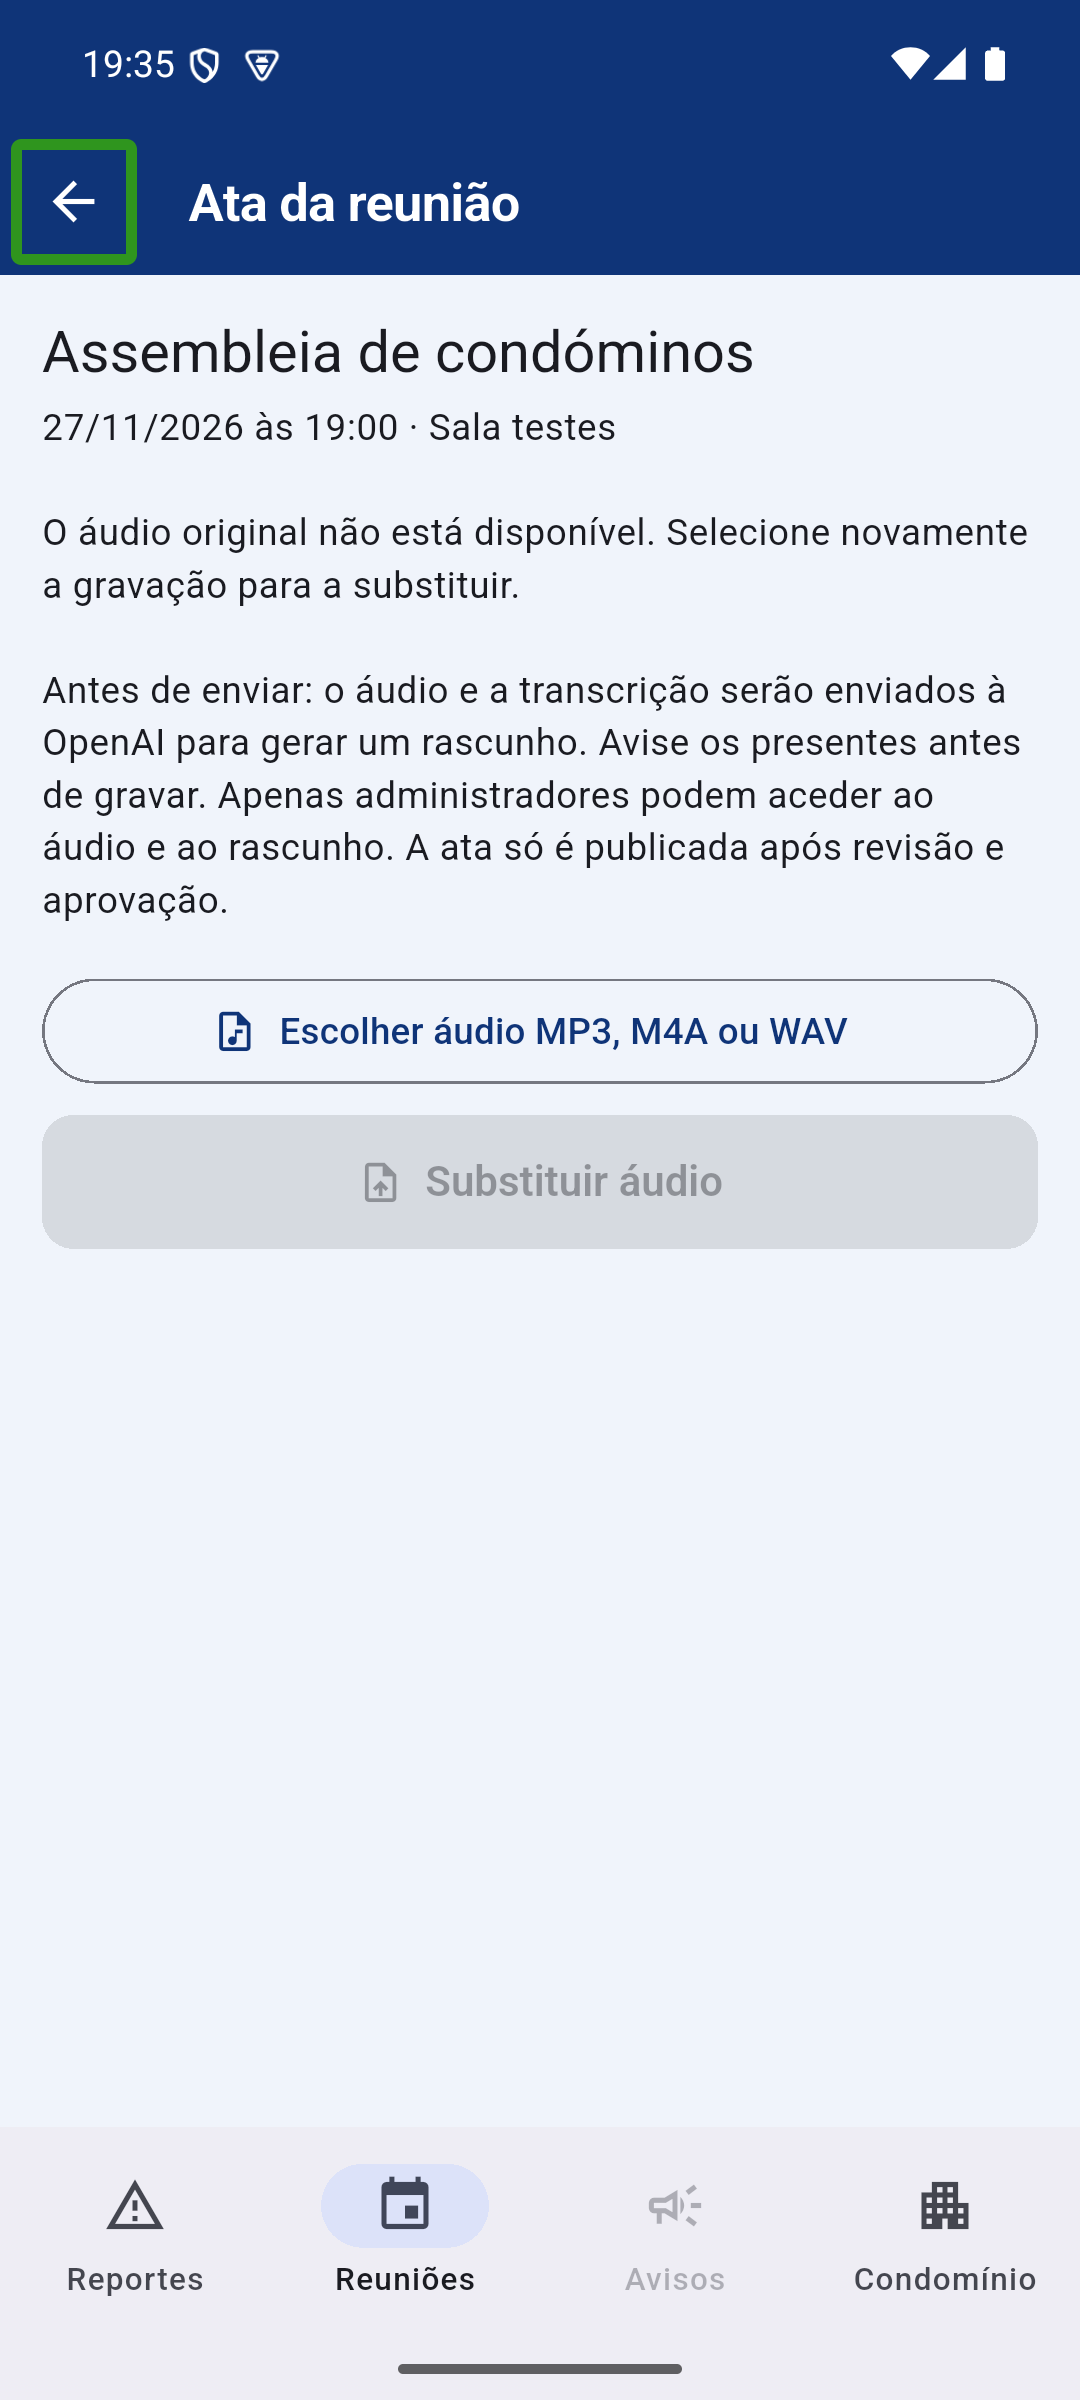 19:35
Ata da reunião
Assembleia de condóminos
27/11/2026 às 19:00 · Sala testes
O áudio original não está disponível. Selecione novamente
a gravação para a substituir.
Antes de enviar: o áudio e a transcrição serão enviados à
OpenAI para gerar um rascunho. Avise os presentes antes
de gravar. Apenas administradores podem aceder ao
áudio e ao rascunho. A ata só é publicada após revisão e
aprovação.
Escolher áudio MP3, M4A ou WAV
Substituir áudio
Reportes
Reuniões
Avisos
Condomínio